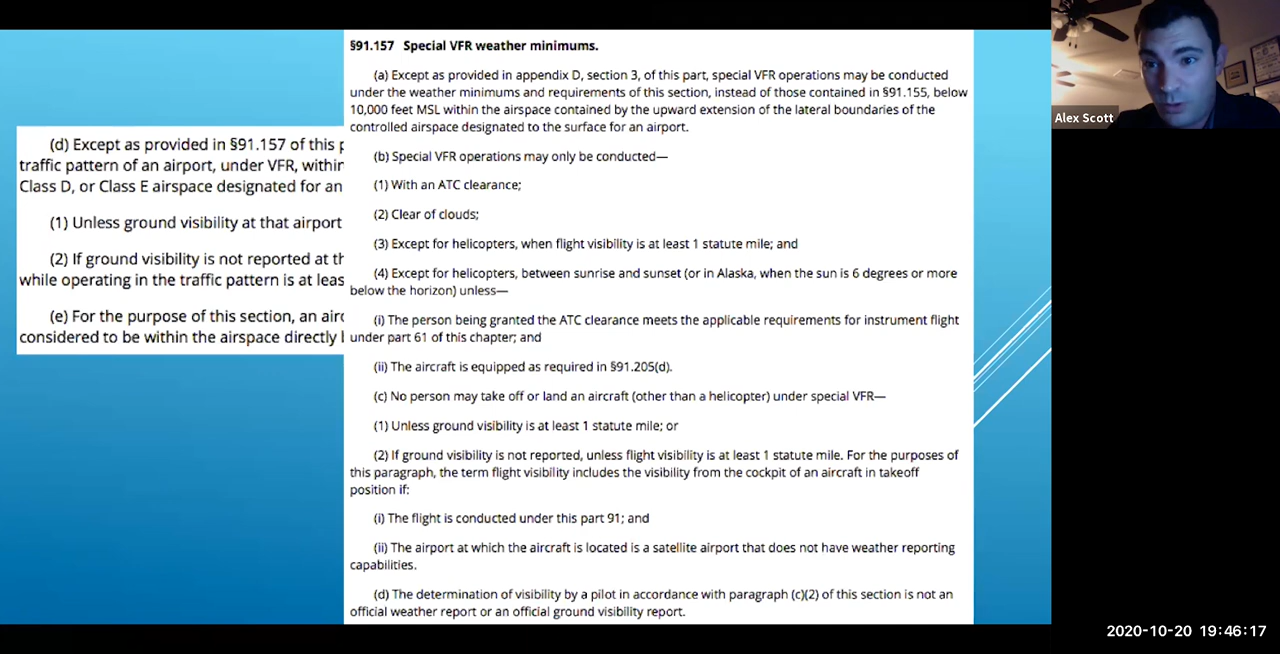 (d) Except as provided in §91.157 of this
traffic pattern of an airport, under VFR, within
Class D, or Class E airspace designated for an
(1) Unless ground visibility at that airport
(2) If ground visibility is not reported at
while operating in the traffic pattern is at
(e) For the purpose of this section, an
considered to be within the airspace directly
§91.157 Special VFR weather minimums.
(a) Except as provided in appendix D, section 3, of this part, special VFR operations may be conducted
under the weather minimums and requirements of this section, instead of those contained in §91.155, below
10,000 feet MSL within the airspace contained by the upward extension of the lateral boundaries of the
controlled airspace designated to the surface for an airport.
(b) Special VFR operations may only be conducted—
(1) With an ATC clearance;
(2) Clear of clouds;
(3) Except for helicopters, when flight visibility is at least 1 statute mile; and
(4) Except for helicopters, between sunrise and sunset (or in Alaska, when the sun is 6 degrees or more
below the horizon) unless—
(i) The person being granted the ATC clearance meets the applicable requirements for instrument flight
under part 61 of this chapter; and
(ii) The aircraft is equipped as required in §91.205(d).
(c) No person may take off or land an aircraft (other than a helicopter) under special VFR—
(1) Unless ground visibility is at least 1 statute mile; or
(2) If ground visibility is not reported, unless flight visibility is at least 1 statute mile. For the purposes of
this paragraph, the term flight visibility includes the visibility from the cockpit of an aircraft in takeoff
position if:
(i) The flight is conducted under this part 91; and
(ii) The airport at which the aircraft is located is a satellite airport that does not have weather reporting
capabilities.
(d) The determination of visibility by a pilot in accordance with paragraph (c)(2) of this section is not an
official weather report or an official ground visibility report.
Alex Scott
2020-10-20 19:46:17